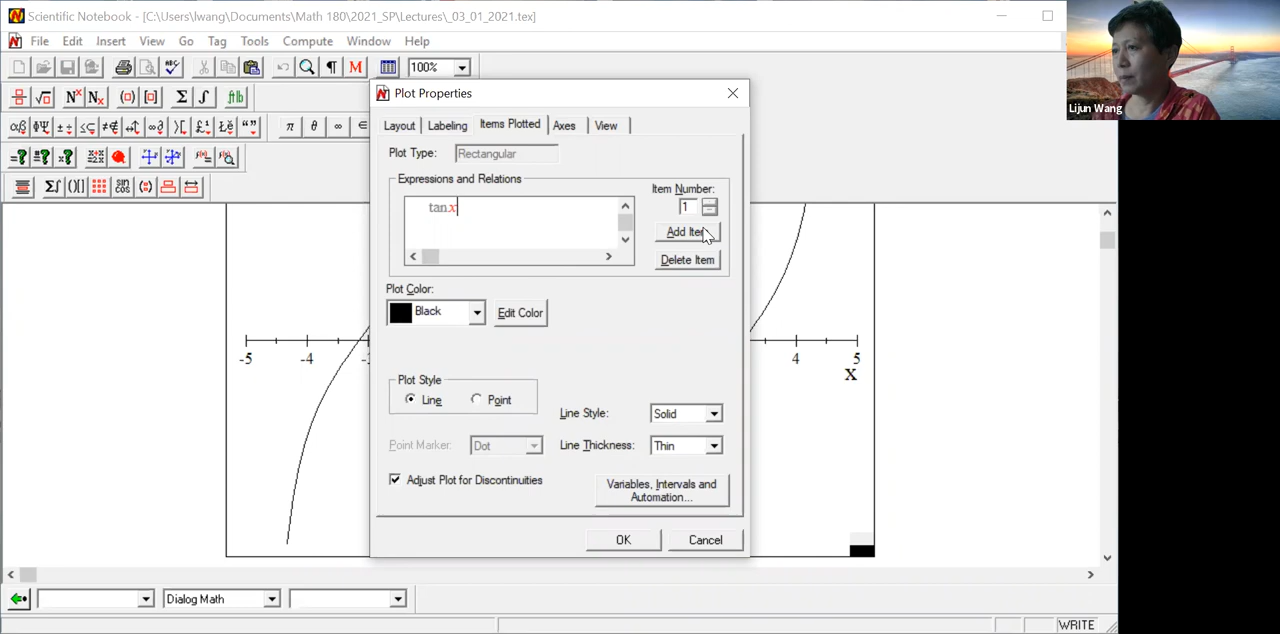 Scientific Notebook - [C:\Users\lwang\Documents\Math 180\2021_SP\Lectures\_03_01_2021.tex]
File Edit Insert View Go Tag Tools Compute Window Help
100%
Plot Properties
Layout Labeling Items Plotted Axes View
Plot Type: Rectangular
Expressions and Relations
Item Number:
tan x
1
Add Item
Delete Item
Plot Color:
Black
Edit Color
-5 -4 4 5
x
Plot Style
Line Point
Line Style: Solid
Point Marker: Dot
Line Thickness: Thin
Adjust Plot for Discontinuities
Variables, Intervals and
Automation...
OK Cancel
Dialog Math
WRITE
Lijun Wang